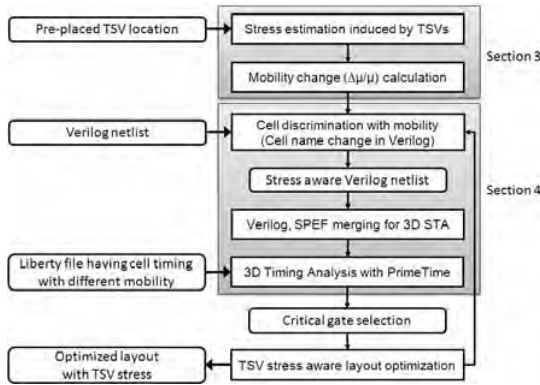 Pre-placed TSV location
Stress estimation induced by TSVs
Section 3
Mobility change (Δμ/μ) calculation
Verilog netlist
Cell discrimination with mobility
(Cell name change in Verilog)
Stress aware Verilog netlist
Section 4
Verilog, SPEF merging for 3D STA
Liberty file having cell timing
with different mobility
3D Timing Analysis with PrimeTime
Critical gate selection
Optimized layout
with TSV stress
TSV stress aware layout optimization